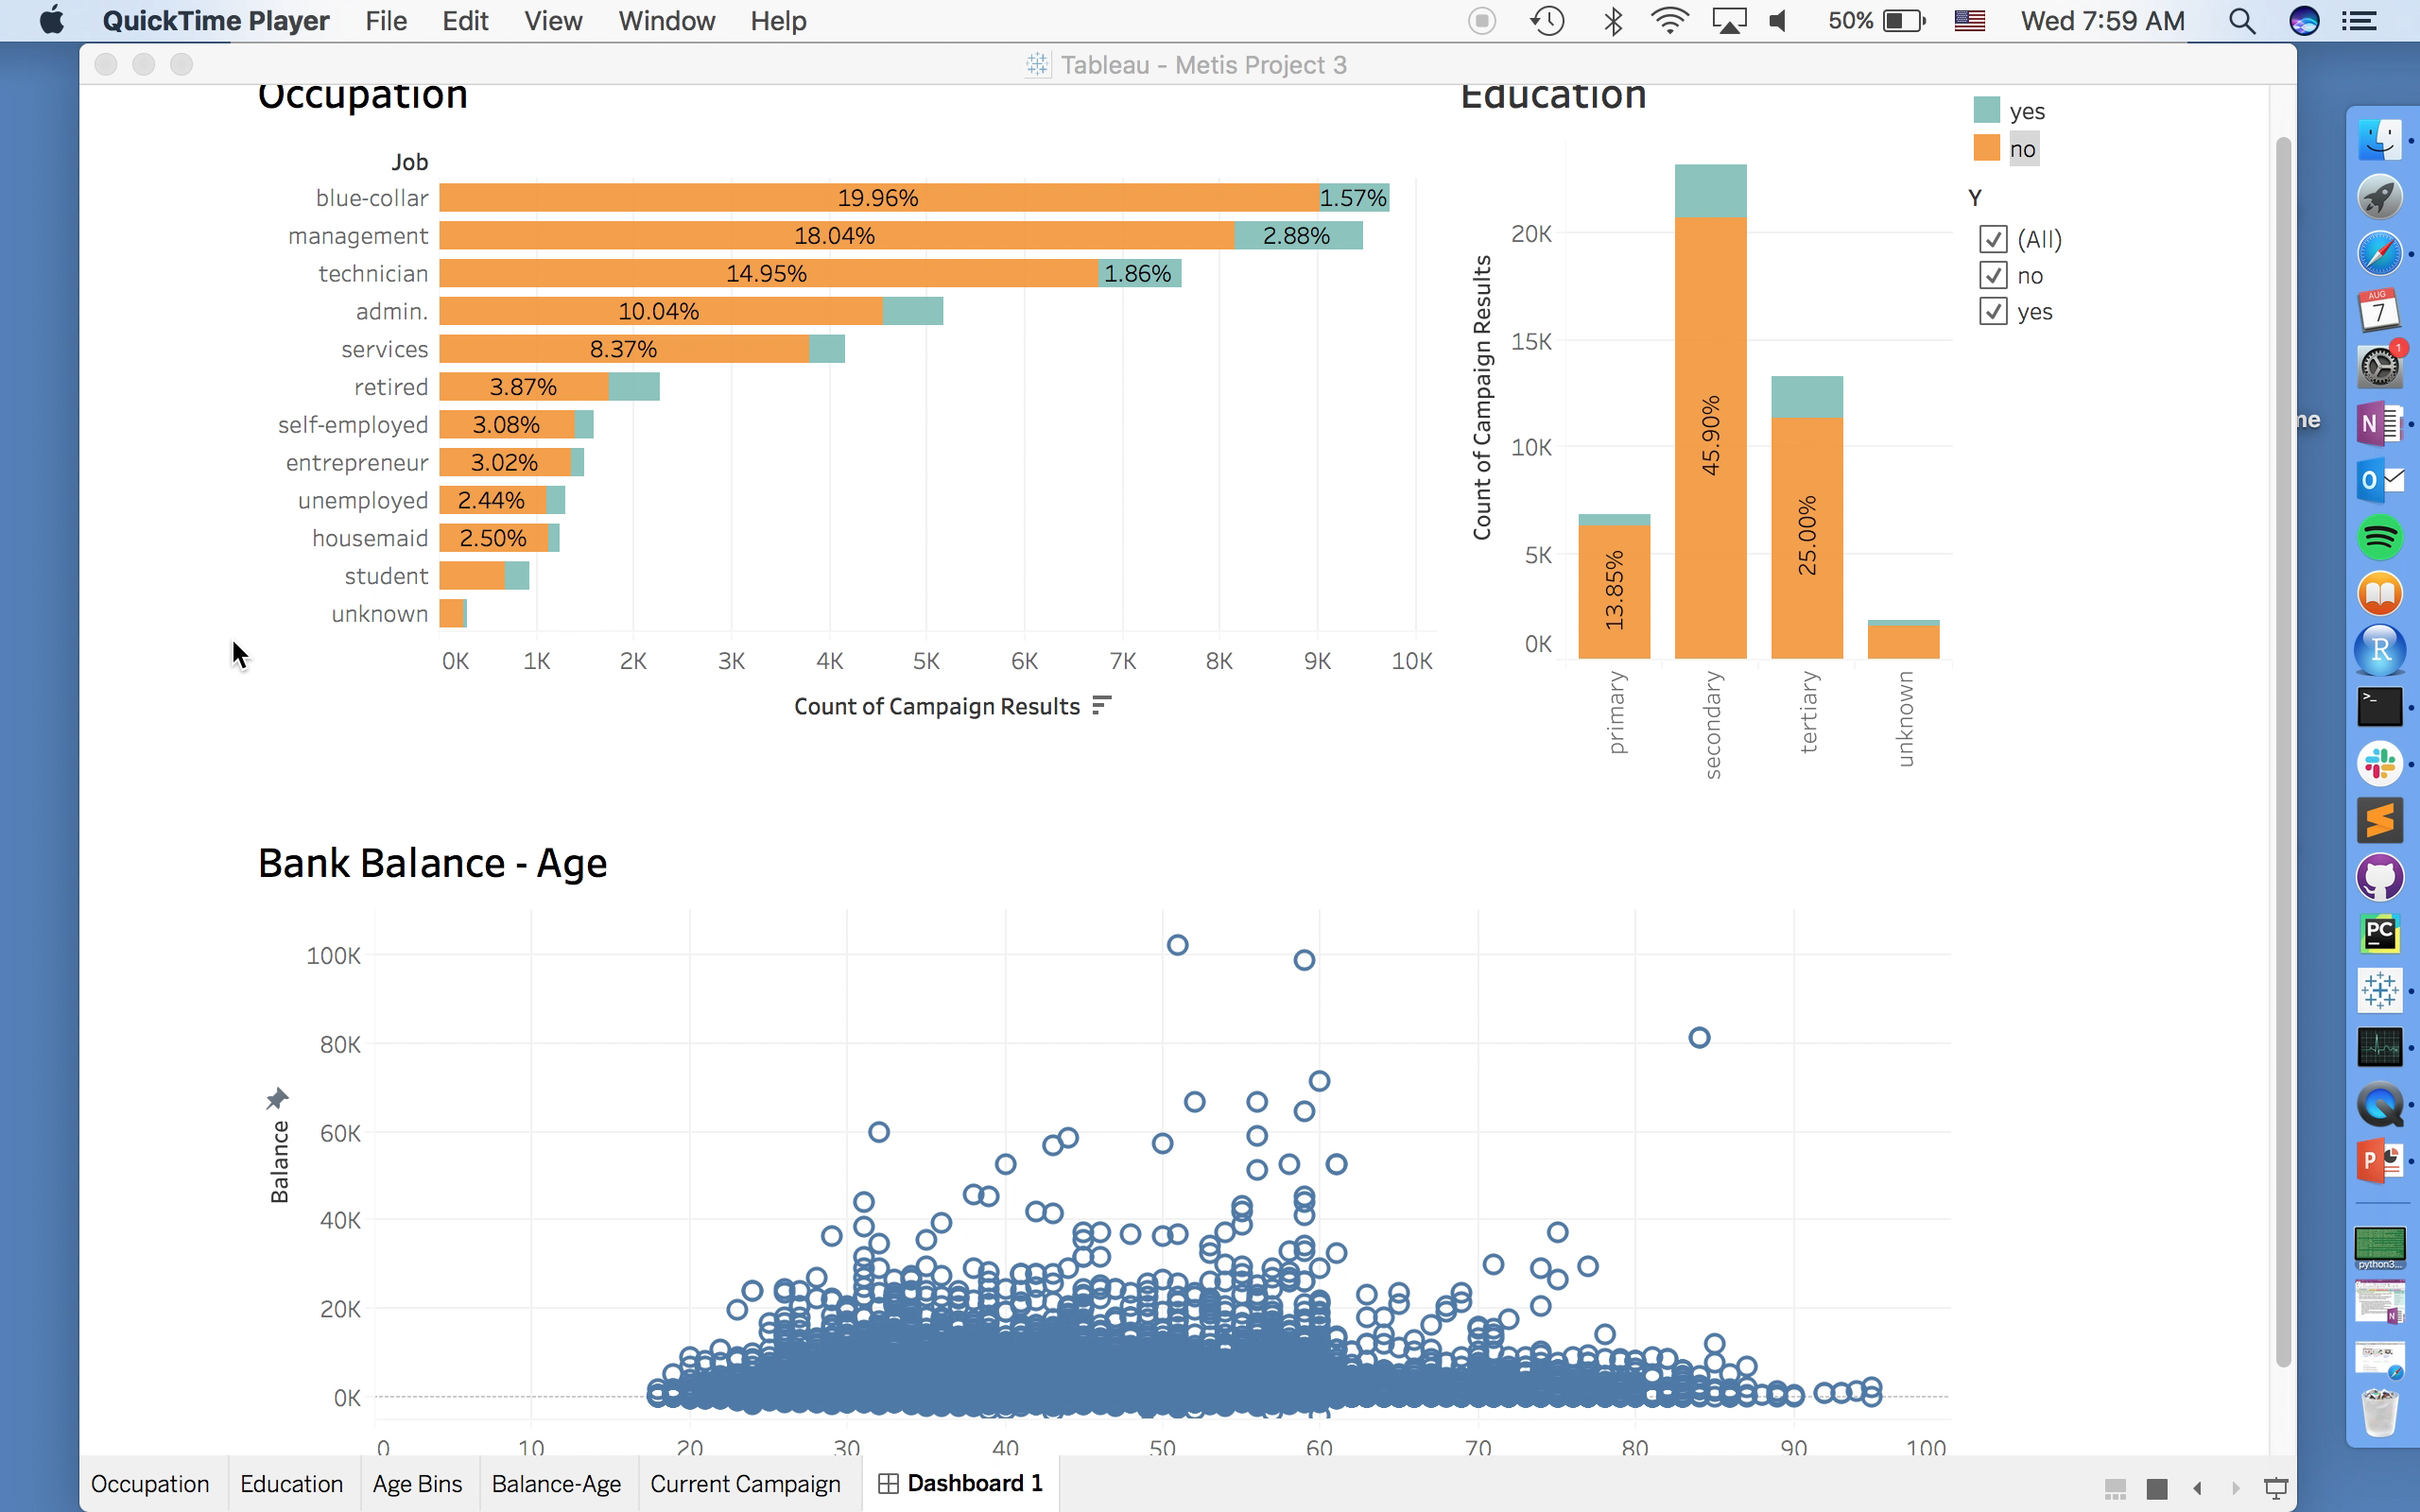 QuickTime Player File Edit View Window Help 50% Wed 7:59 AM
Tableau - Metis Project 3
Occupation
Job
blue-collar 19.96% 1.57%
management 18.04% 2.88%
technician 14.95% 1.86%
admin. 10.04%
services 8.37%
retired 3.87%
self-employed 3.08%
entrepreneur 3.02%
unemployed 2.44%
housemaid 2.50%
student
unknown
0K 1K 2K 3K 4K 5K 6K 7K 8K 9K 10K
Count of Campaign Results
Education
Count of Campaign Results
20K
15K
10K
5K
0K
13.85%
45.90%
25.00%
primary
secondary
tertiary
unknown
yes
no
Y
(All)
no
yes
Bank Balance - Age
Balance
100K
80K
60K
40K
20K
0K
0 10 20 30 40 50 60 70 80 90 100
Occupation Education Age Bins Balance-Age Current Campaign Dashboard 1
me
AUG
7
1
N
O
R
>_
PC
P
python3...